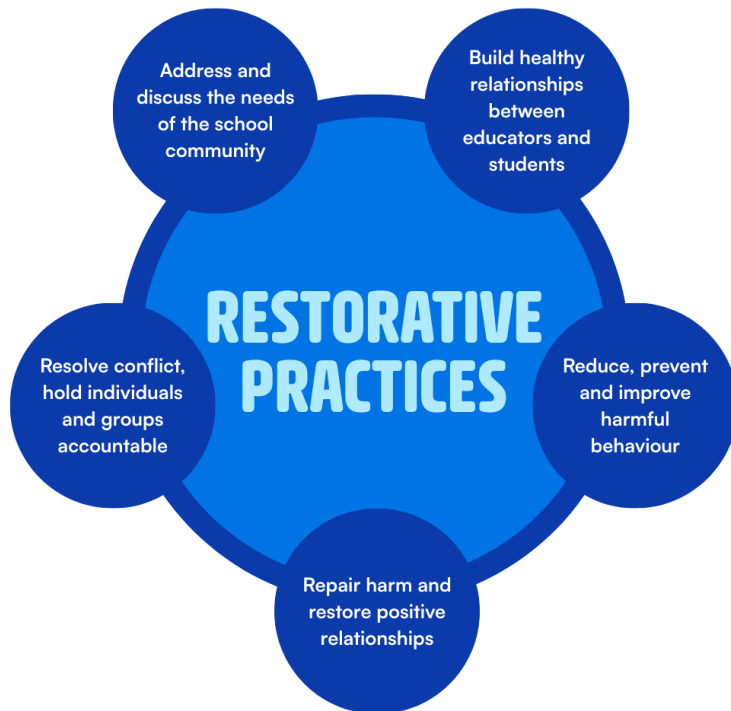 Address and
discuss the needs
of the school
community
Build healthy
relationships
between
educators and
students
RESTORATIVE
PRACTICES
Resolve conflict,
hold individuals
and groups
accountable
Reduce, prevent
and improve
harmful
behaviour
Repair harm and
restore positive
relationships